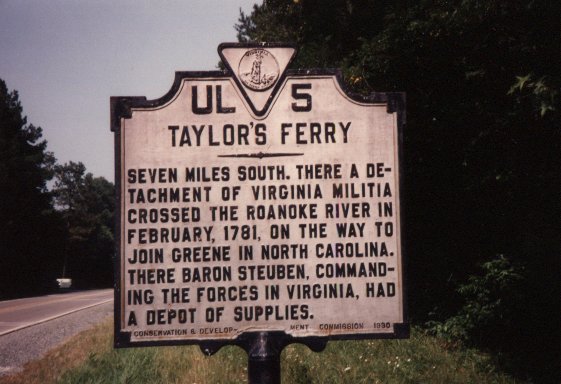 VIRGINIA
UL 5
TAYLOR'S FERRY
SEVEN MILES SOUTH. THERE A DE-
TACHMENT OF VIRGINIA MILITIA
CROSSED THE ROANOKE RIVER IN
FEBRUARY, 1781, ON THE WAY TO
JOIN GREENE IN NORTH CAROLINA.
THERE BARON STEUBEN, COMMAND-
ING THE FORCES IN VIRGINIA, HAD
A DEPOT OF SUPPLIES.
CONSERVATION & DEVELOP- MENT COMMISSION 1930